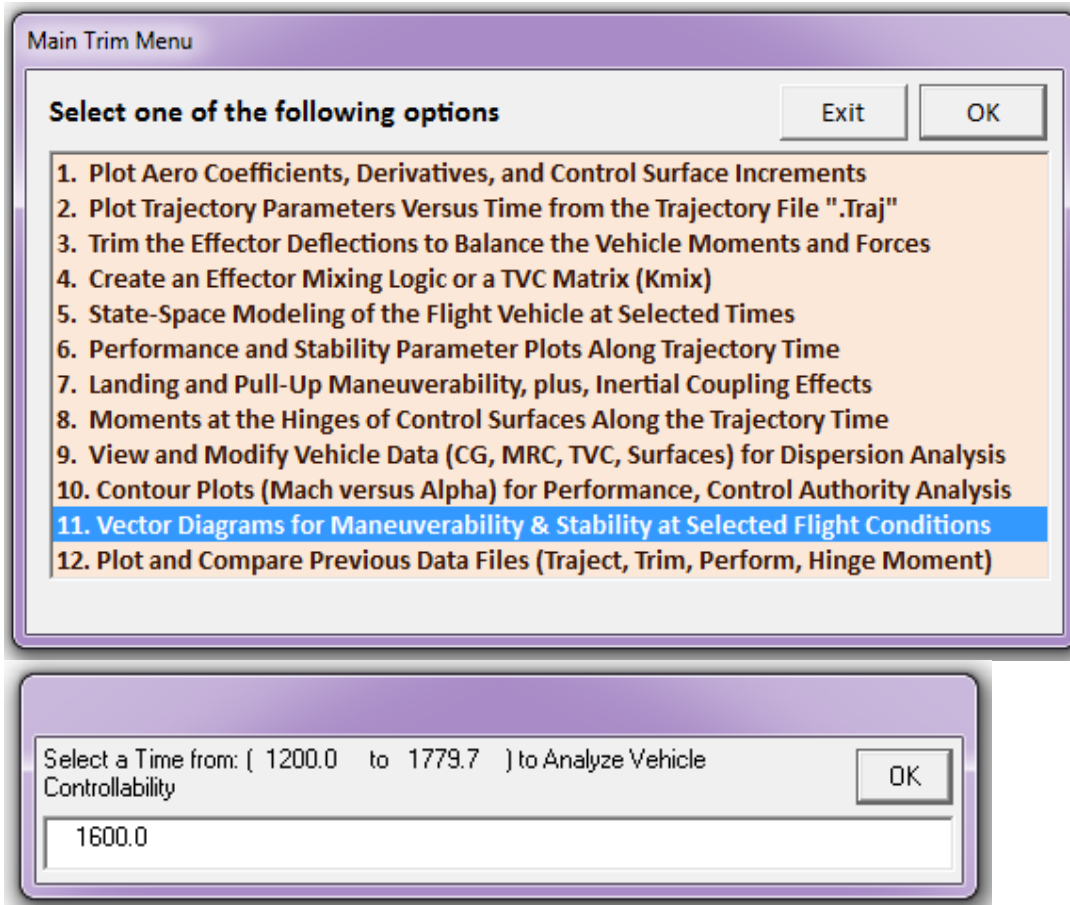 Main Trim Menu
Select one of the following options
Exit
OK
1. Plot Aero Coefficients, Derivatives, and Control Surface Increments
2. Plot Trajectory Parameters Versus Time from the Trajectory File ".Traj"
3. Trim the Effector Deflections to Balance the Vehicle Moments and Forces
4. Create an Effector Mixing Logic or a TVC Matrix (Kmix)
5. State-Space Modeling of the Flight Vehicle at Selected Times
6. Performance and Stability Parameter Plots Along Trajectory Time
7. Landing and Pull-Up Maneuverability, plus, Inertial Coupling Effects
8. Moments at the Hinges of Control Surfaces Along the Trajectory Time
9. View and Modify Vehicle Data (CG, MRC, TVC, Surfaces) for Dispersion Analysis
10. Contour Plots (Mach versus Alpha) for Performance, Control Authority Analysis
11. Vector Diagrams for Maneuverability & Stability at Selected Flight Conditions
12. Plot and Compare Previous Data Files (Traject, Trim, Perform, Hinge Moment)
Select a Time from: ( 1200.0 to 1779.7 ) to Analyze Vehicle
Controllability
OK
1600.0